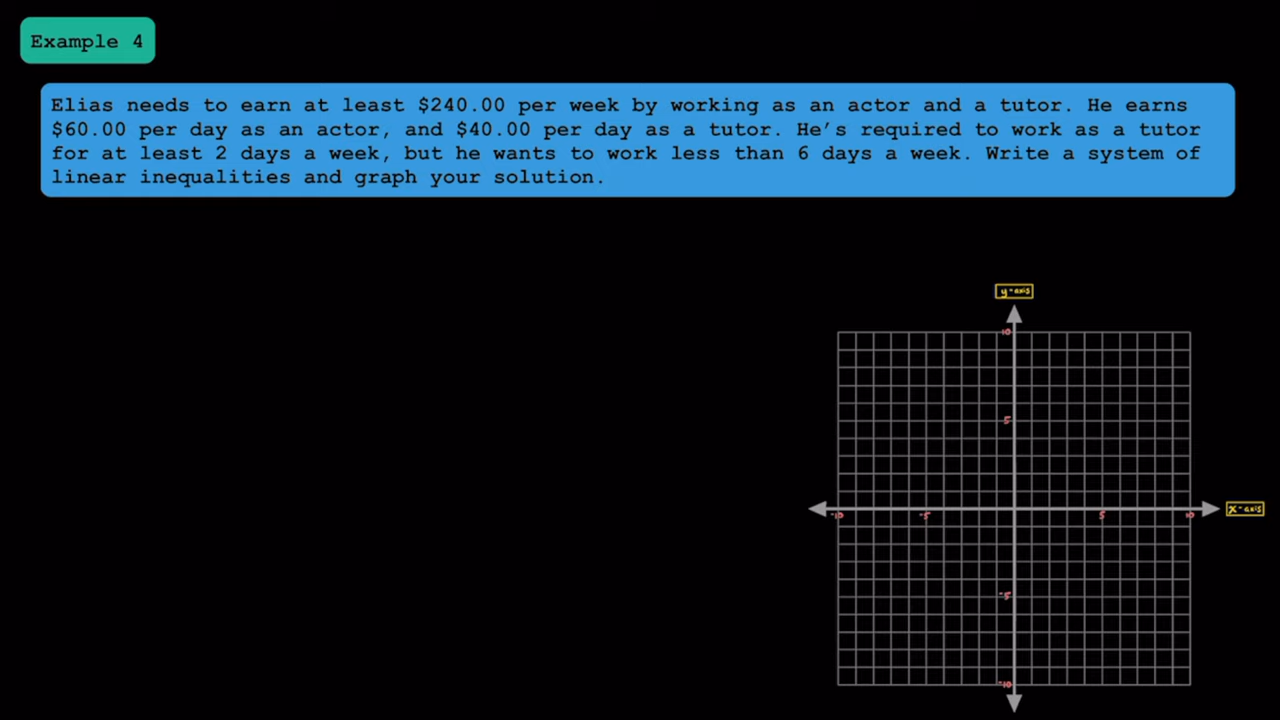 Example 4
Elias needs to earn at least $240.00 per week by working as an actor and a tutor. He earns
$60.00 per day as an actor, and $40.00 per day as a tutor. He’s required to work as a tutor
for at least 2 days a week, but he wants to work less than 6 days a week. Write a system of
linear inequalities and graph your solution.
y-axis
10
5
-10
-5
5
10
x-axis
-5
-10